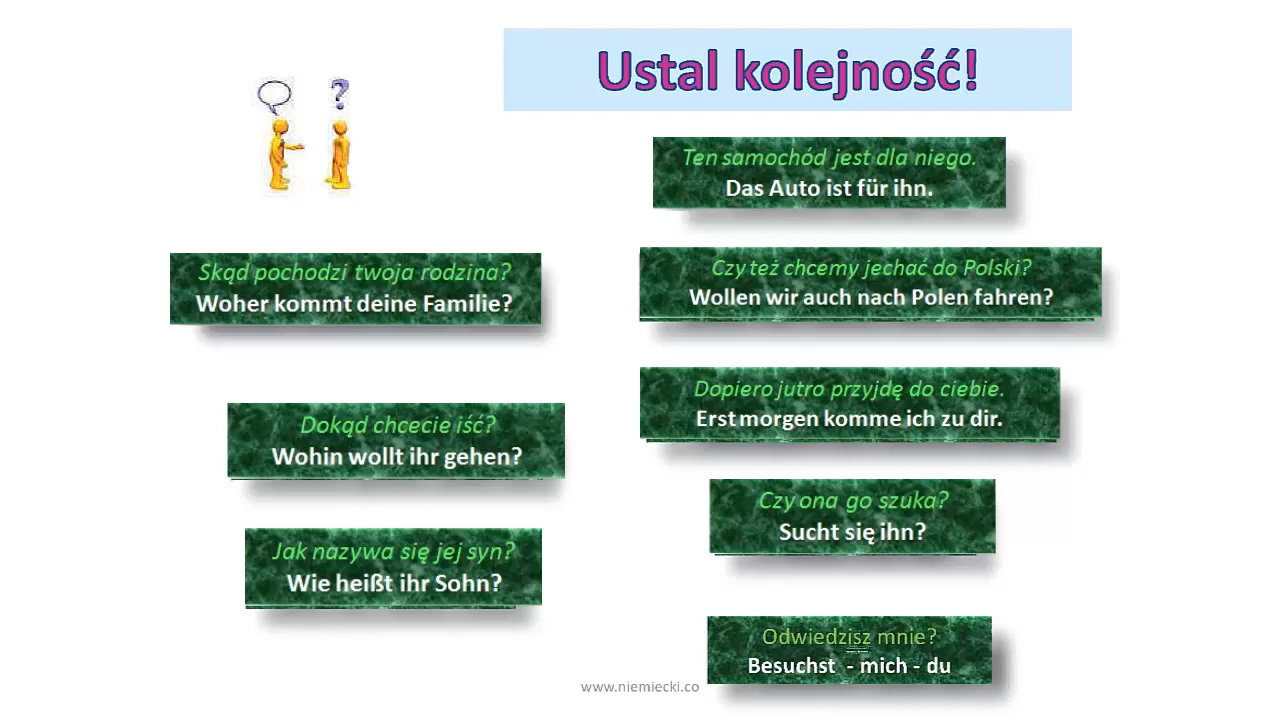 Ustal kolejność!
Ten samochód jest dla niego.
Das Auto ist für ihn.
Skąd pochodzi twoja rodzina?
Woher kommt deine Familie?
Czy też chcemy jechać do Polski?
Wollen wir auch nach Polen fahren?
Dopiero jutro przyjdę do ciebie.
Erst morgen komme ich zu dir.
Dokąd chcecie iść?
Wohin wollt ihr gehen?
Czy ona go szuka?
Sucht się ihn?
Jak nazywa się jej syn?
Wie heißt ihr Sohn?
Odwiedzisz mnie?
Besuchst - mich - du
www.niemiecki.co
?